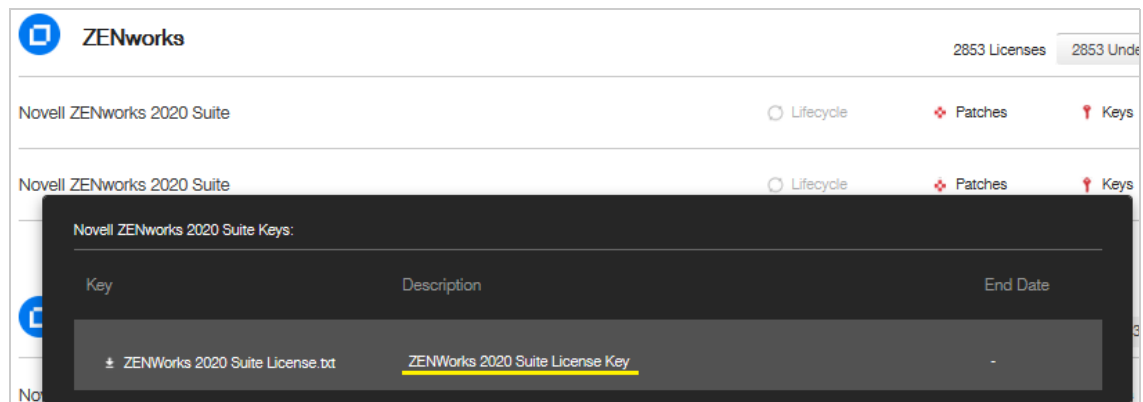 ZENworks
2853 Licenses 2853 Unde
Novell ZENworks 2020 Suite Lifecycle Patches Keys
Novell ZENworks 2020 Suite Lifecycle Patches Keys
Novell ZENworks 2020 Suite Keys:
Key Description End Date
ZENWorks 2020 Suite License.txt ZENWorks 2020 Suite License Key -
3
Nov